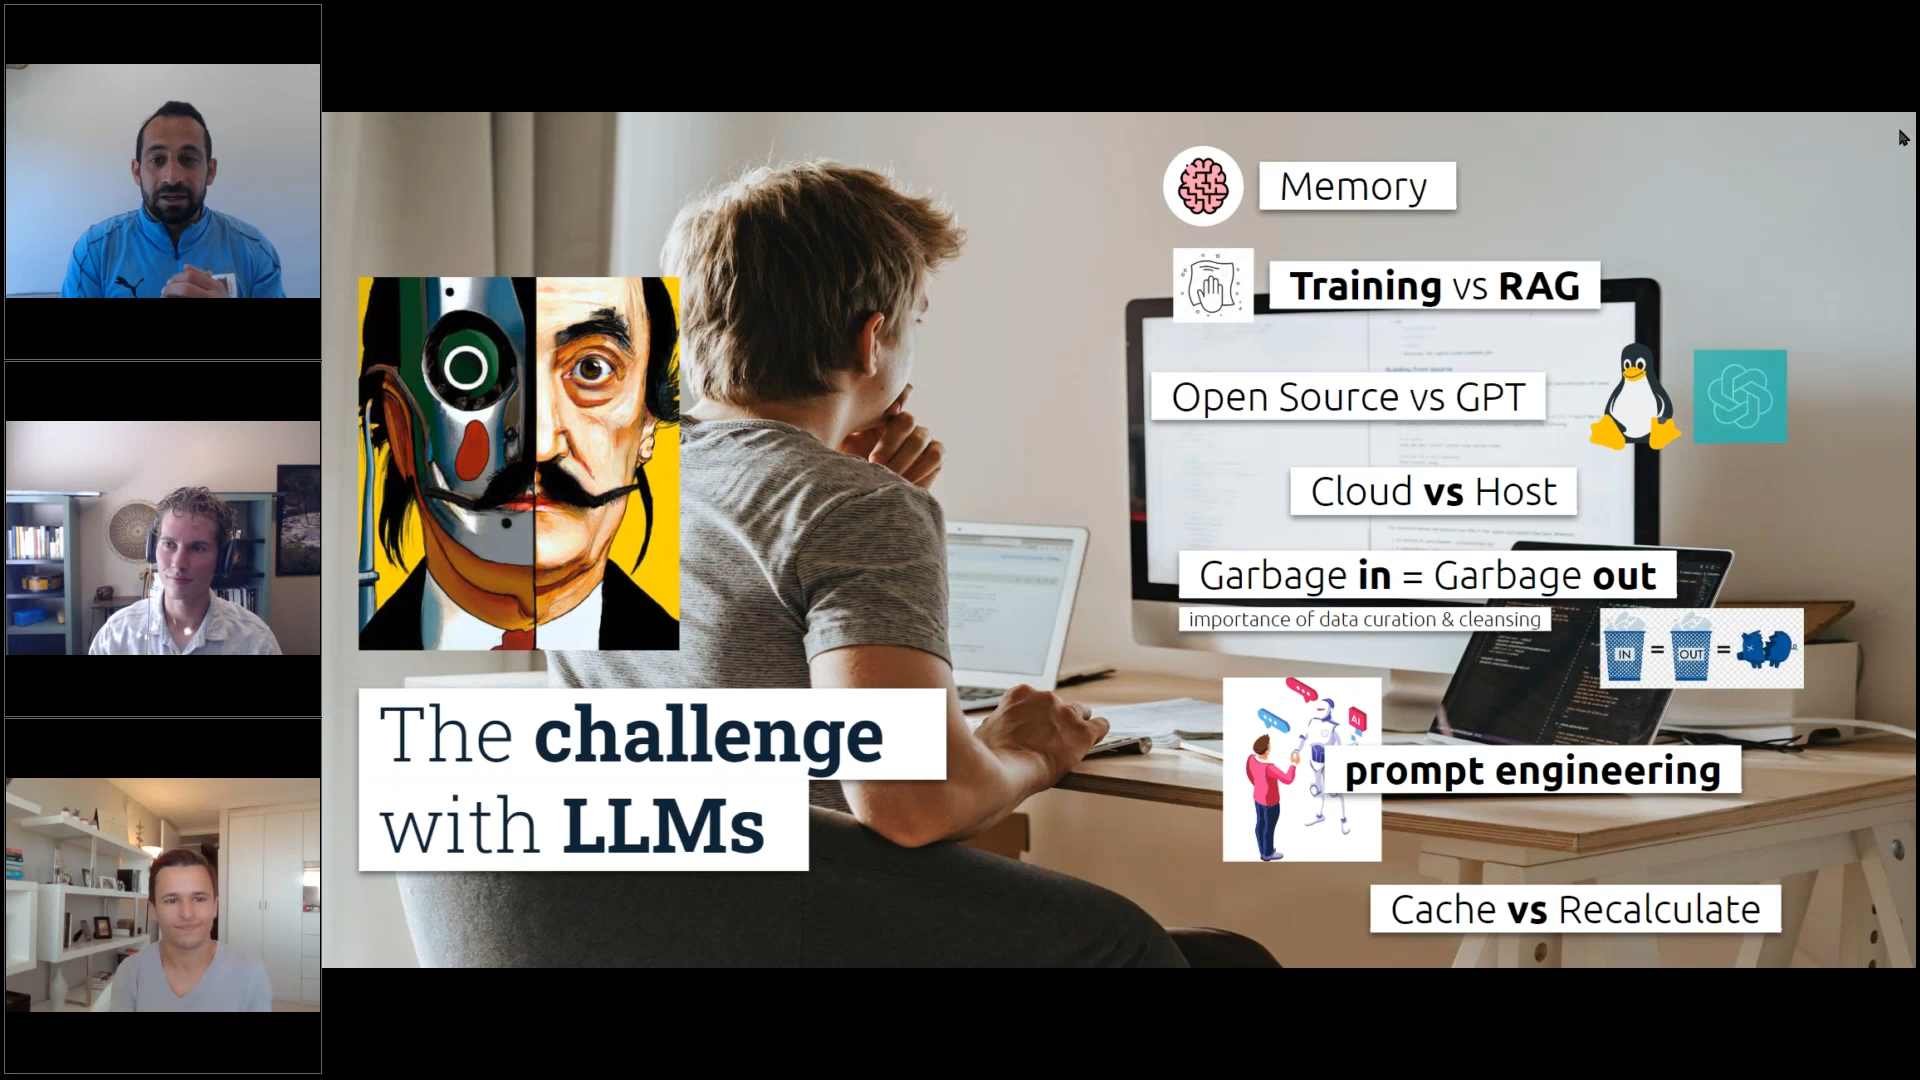 The challenge
with LLMs
Memory
Training vs RAG
Open Source vs GPT
Cloud vs Host
Garbage in = Garbage out
importance of data curation & cleansing
IN = OUT =
AI
prompt engineering
Cache vs Recalculate